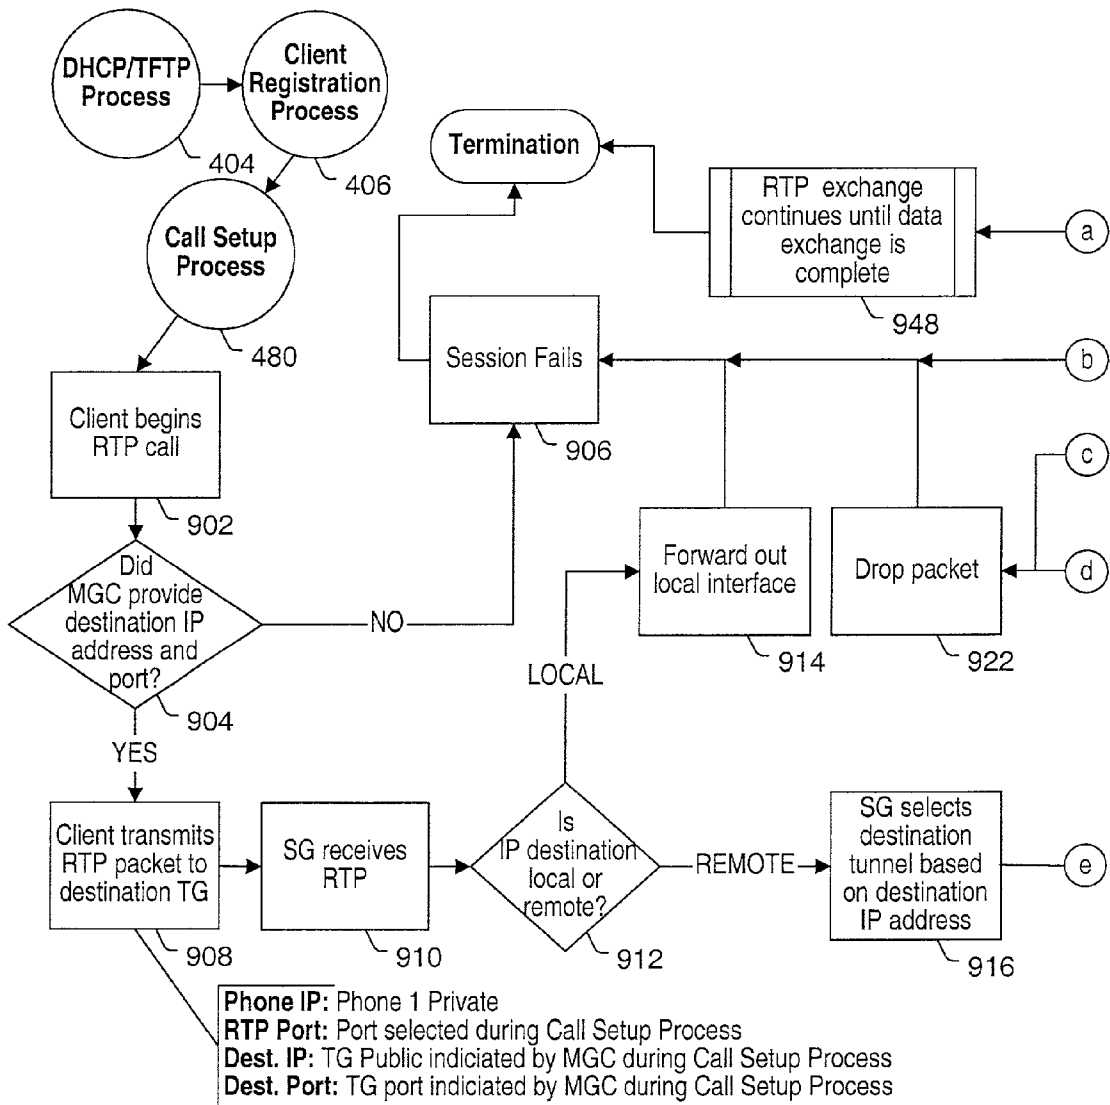 DHCP/TFTP
Process
404
Client
Registration
Process
406
Call Setup
Process
480
Termination
RTP exchange
continues until data
exchange is
complete
948
a
Session Fails
906
b
Client begins
RTP call
902
c
Did
MGC provide
destination IP
address and
port?
904
NO
YES
Forward out
local interface
914
Drop packet
922
d
LOCAL
Client transmits
RTP packet to
destination TG
908
SG receives
RTP
910
Is
IP destination
local or
remote?
912
REMOTE
SG selects
destination
tunnel based
on destination
IP address
916
e
Phone IP: Phone 1 Private
RTP Port: Port selected during Call Setup Process
Dest. IP: TG Public indiciated by MGC during Call Setup Process
Dest. Port: TG port indiciated by MGC during Call Setup Process